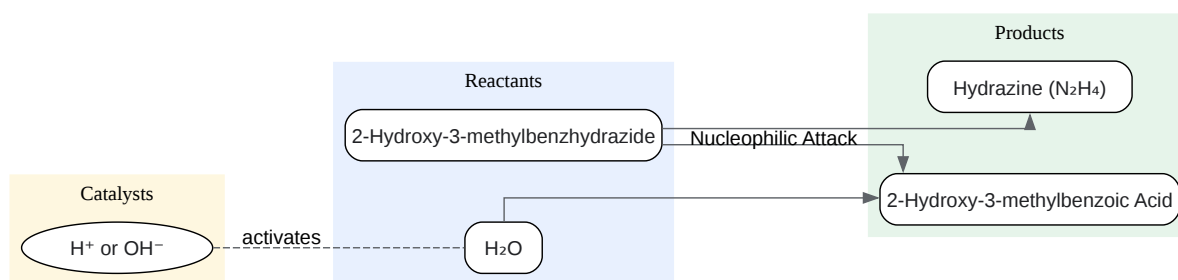 Products
Hydrazine (N₂H₄)
Reactants
2-Hydroxy-3-methylbenzhydrazide
Nucleophilic Attack
2-Hydroxy-3-methylbenzoic Acid
Catalysts
H⁺ or OH⁻
activates
H₂O